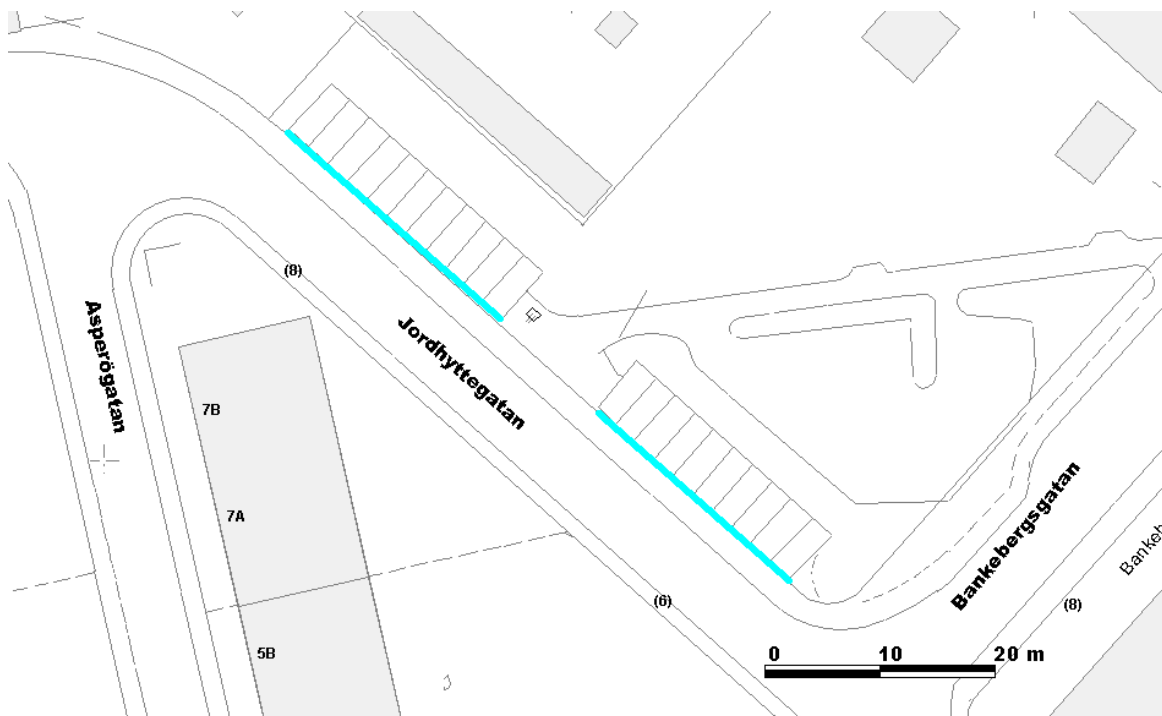 (8)
Asperögatan
Jordhyttegatan
7B
7A
Bankebergsgatan
Bankeb
(6)
(8)
5B
0 10 20 m